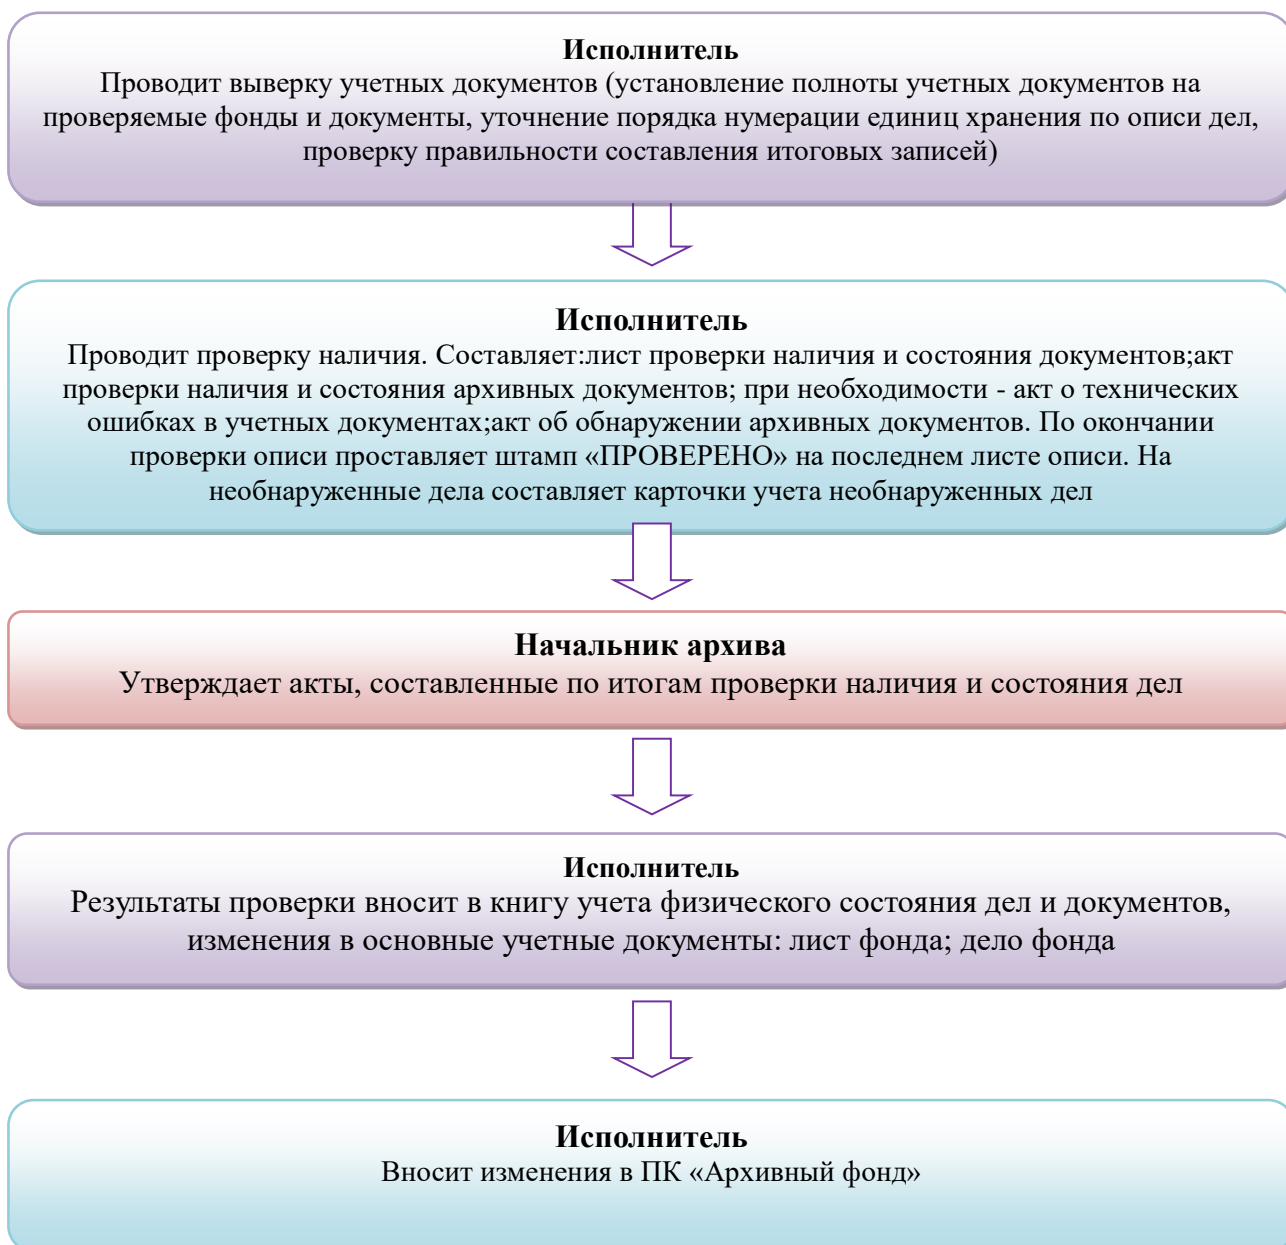 Исполнитель
Проводит выверку учетных документов (установление полноты учетных документов на
проверяемые фонды и документы, уточнение порядка нумерации единиц хранения по описи дел,
проверку правильности составления итоговых записей)
Исполнитель
Проводит проверку наличия. Составляет:лист проверки наличия и состояния документов;акт
проверки наличия и состояния архивных документов; при необходимости - акт о технических
ошибках в учетных документах;акт об обнаружении архивных документов. По окончании
проверки описи проставляет штамп «ПРОВЕРЕНО» на последнем листе описи. На
необнаруженные дела составляет карточки учета необнаруженных дел
Начальник архива
Утверждает акты, составленные по итогам проверки наличия и состояния дел
Исполнитель
Результаты проверки вносит в книгу учета физического состояния дел и документов,
изменения в основные учетные документы: лист фонда; дело фонда
Исполнитель
Вносит изменения в ПК «Архивный фонд»